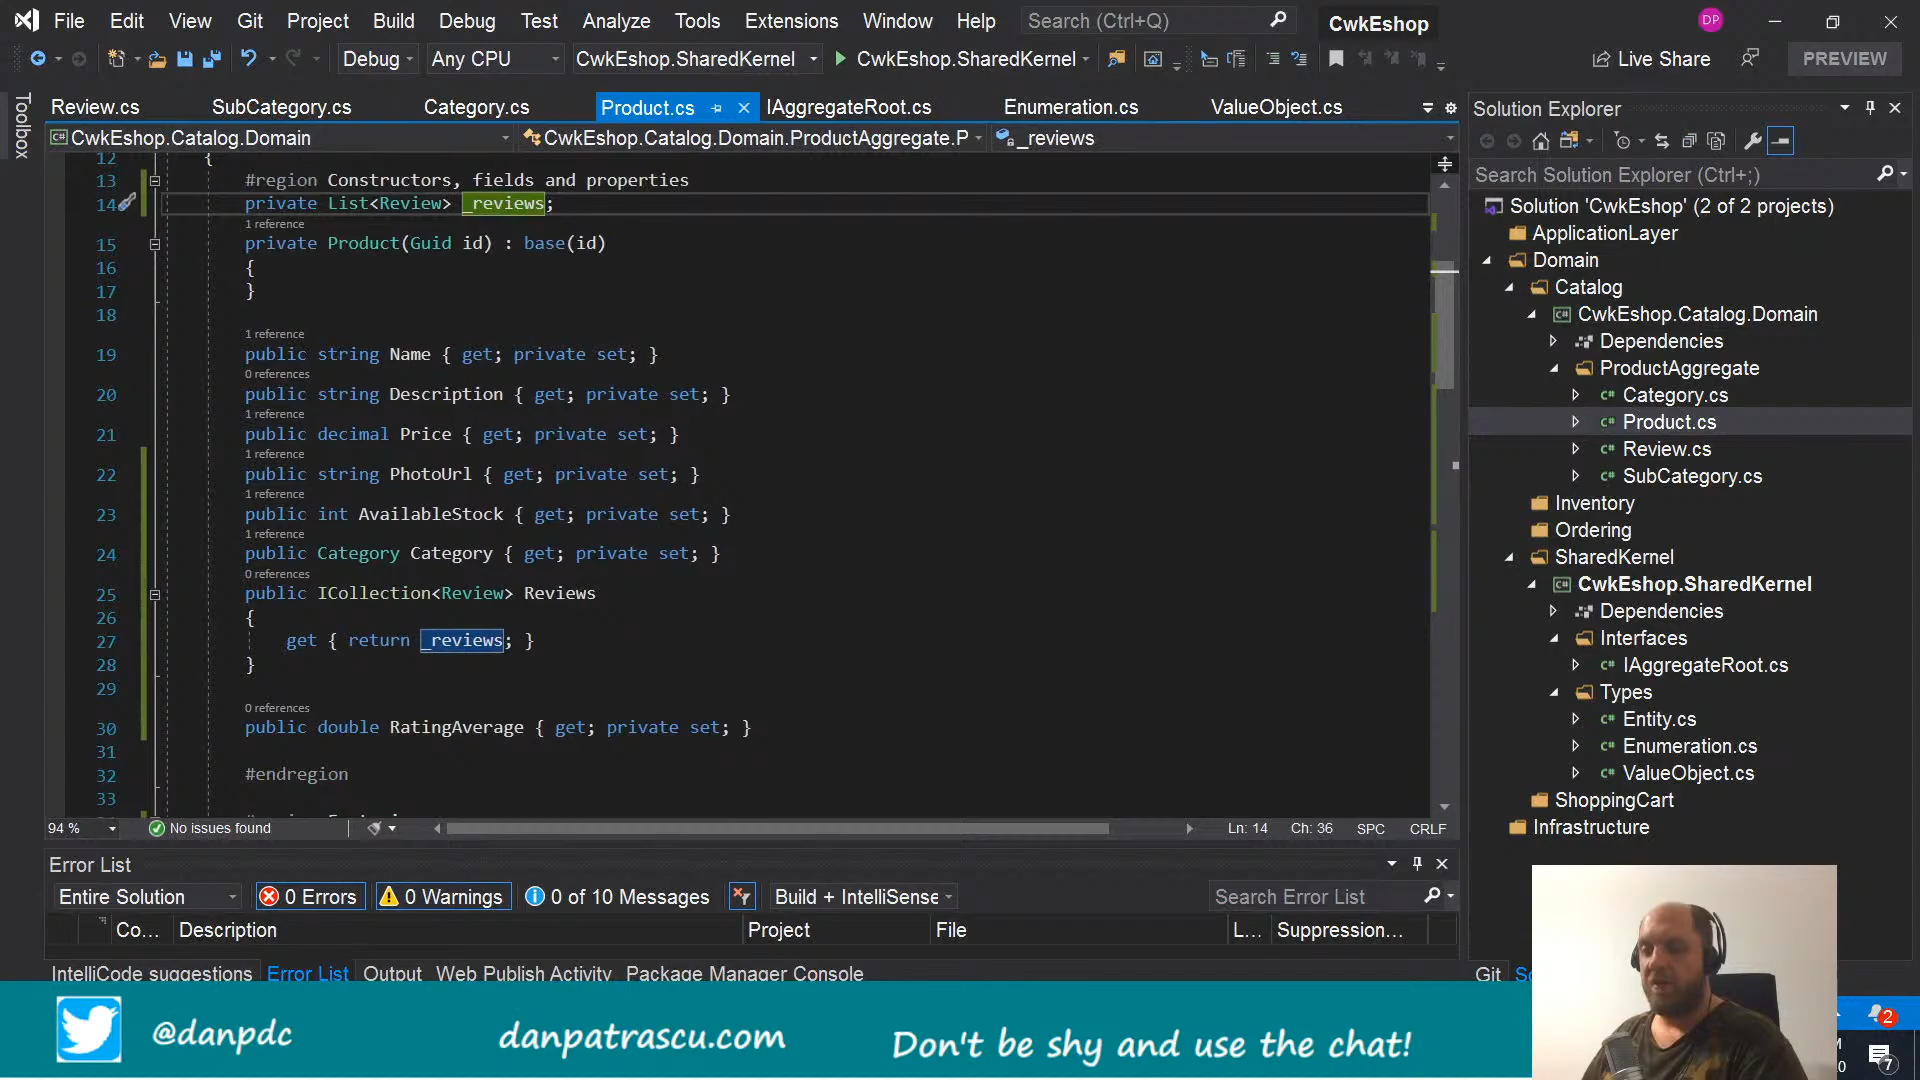 File Edit View Git Project Build Debug Test Analyze Tools Extensions Window Help Search (Ctrl+Q) CwkEshop DP
Debug Any CPU CwkEshop.SharedKernel CwkEshop.SharedKernel Live Share PREVIEW
Toolbox
Review.cs SubCategory.cs Category.cs Product.cs IAggregateRoot.cs Enumeration.cs ValueObject.cs
CwkEshop.Catalog.Domain CwkEshop.Catalog.Domain.ProductAggregate.P _reviews
12 {
13 #region Constructors, fields and properties
14 private List<Review> _reviews;
1 reference
15 private Product(Guid id) : base(id)
16 {
17 }
18
1 reference
19 public string Name { get; private set; }
0 references
20 public string Description { get; private set; }
1 reference
21 public decimal Price { get; private set; }
1 reference
22 public string PhotoUrl { get; private set; }
1 reference
23 public int AvailableStock { get; private set; }
1 reference
24 public Category Category { get; private set; }
0 references
25 public ICollection<Review> Reviews
26 {
27 get { return _reviews; }
28 }
29
0 references
30 public double RatingAverage { get; private set; }
31
32 #endregion
33
94 % No issues found Ln: 14 Ch: 36 SPC CRLF
Error List
Entire Solution 0 Errors 0 Warnings 0 of 10 Messages Build + IntelliSense Search Error List
Co... Description Project File L... Suppression...
IntelliCode suggestions Error List Output Web Publish Activity Package Manager Console
Solution Explorer
Search Solution Explorer (Ctrl+;)
Solution 'CwkEshop' (2 of 2 projects)
ApplicationLayer
Domain
Catalog
CwkEshop.Catalog.Domain
Dependencies
ProductAggregate
Category.cs
Product.cs
Review.cs
SubCategory.cs
Inventory
Ordering
SharedKernel
CwkEshop.SharedKernel
Dependencies
Interfaces
IAggregateRoot.cs
Types
Entity.cs
Enumeration.cs
ValueObject.cs
ShoppingCart
Infrastructure
Git
@danpdc danpatrascu.com Don't be shy and use the chat!
2
7